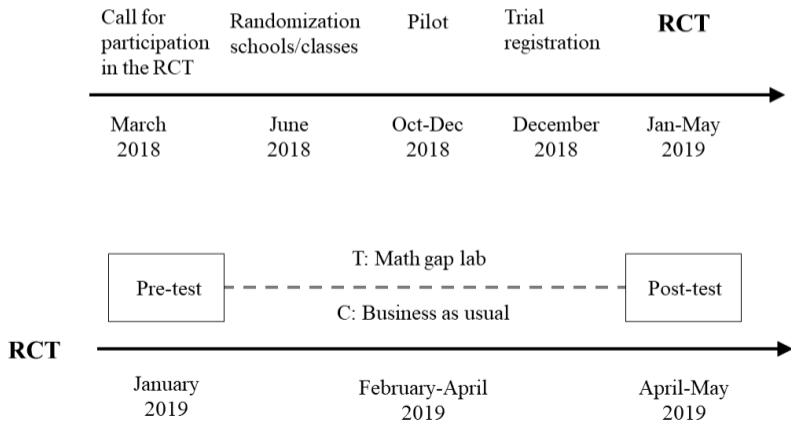 Call for
participation
in the RCT
Randomization
schools/classes
Pilot
Trial
registration
RCT
March
2018
June
2018
Oct-Dec
2018
December
2018
Jan-May
2019
Pre-test
T: Math gap lab
C: Business as usual
Post-test
RCT
January
2019
February-April
2019
April-May
2019